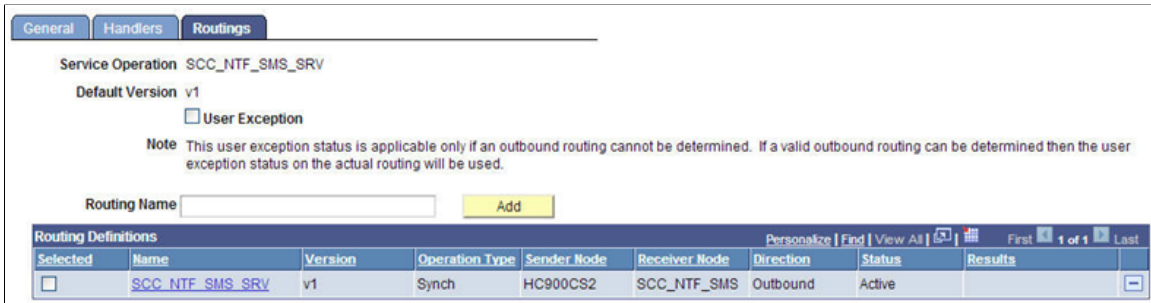 General Handlers Routings
Service Operation SCC_NTF_SMS_SRV
Default Version v1
User Exception
Note This user exception status is applicable only if an outbound routing cannot be determined. If a valid outbound routing can be determined then the user
exception status on the actual routing will be used.
Routing Name Add
Routing Definitions Personalize | Find | View All | | First 1 of 1 Last
Selected Name Version Operation Type Sender Node Receiver Node Direction Status Results
SCC_NTF_SMS_SRV v1 Synch HC900CS2 SCC_NTF_SMS Outbound Active